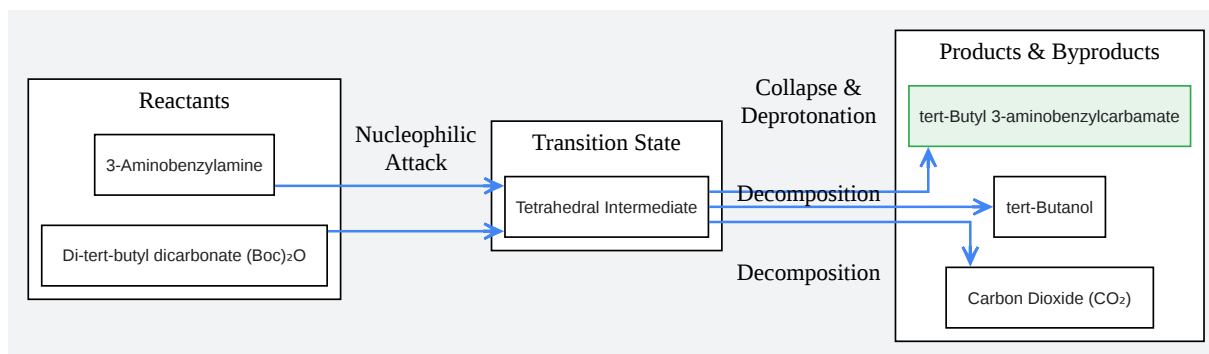 Reactants
3-Aminobenzylamine
Di-tert-butyl dicarbonate (Boc)₂O
Nucleophilic
Attack
Transition State
Tetrahedral Intermediate
Collapse &
Deprotonation
Decomposition
Decomposition
Products & Byproducts
tert-Butyl 3-aminobenzylcarbamate
tert-Butanol
Carbon Dioxide (CO₂)